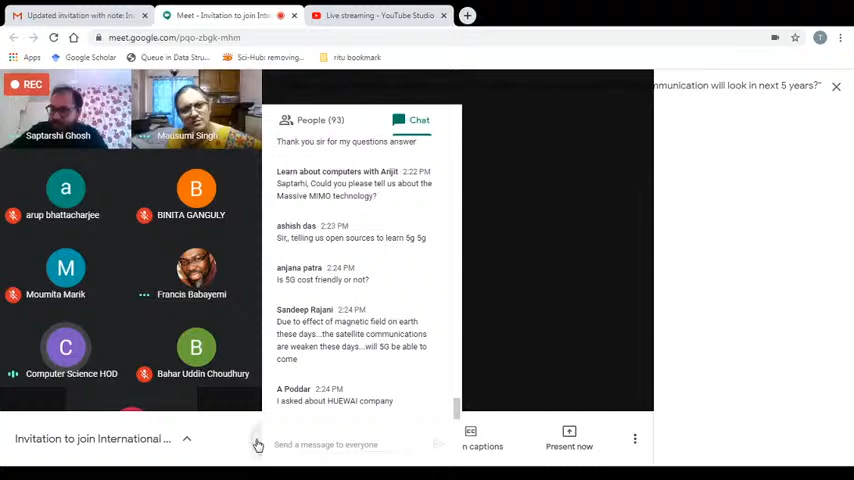 Updated invitation with note: In
Meet - Invitation to join Inte
Live streaming - YouTube Studio
meet.google.com/pqo-zbgk-mhm
T
Apps
Google Scholar
Queue in Data Stru...
Sci-Hub: removing...
ritu bookmark
REC
mmunication will look in next 5 years?"
Saptarshi Ghosh
Mausumi Singh
People (93)
Chat
Thank you sir for my questions answer
Learn about computers with Arijit 2:22 PM
Saptarhi, Could you please tell us about the
Massive MIMO technology?
a
arup bhattacharjee
B
BINITA GANGULY
ashish das 2:23 PM
Sir,, telling us open sources to learn 5g 5g
anjana patra 2:24 PM
Is 5G cost friendly or not?
M
Moumita Marik
Francis Babayemi
Sandeep Rajani 2:24 PM
Due to effect of magnetic field on earth
these days...the satellite communications
are weaken these days...will 5G be able to
come
C
Computer Science HOD
B
Bahar Uddin Choudhury
A Poddar 2:24 PM
I asked about HUEWAI company
Invitation to join International ...
Send a message to everyone
n captions
Present now